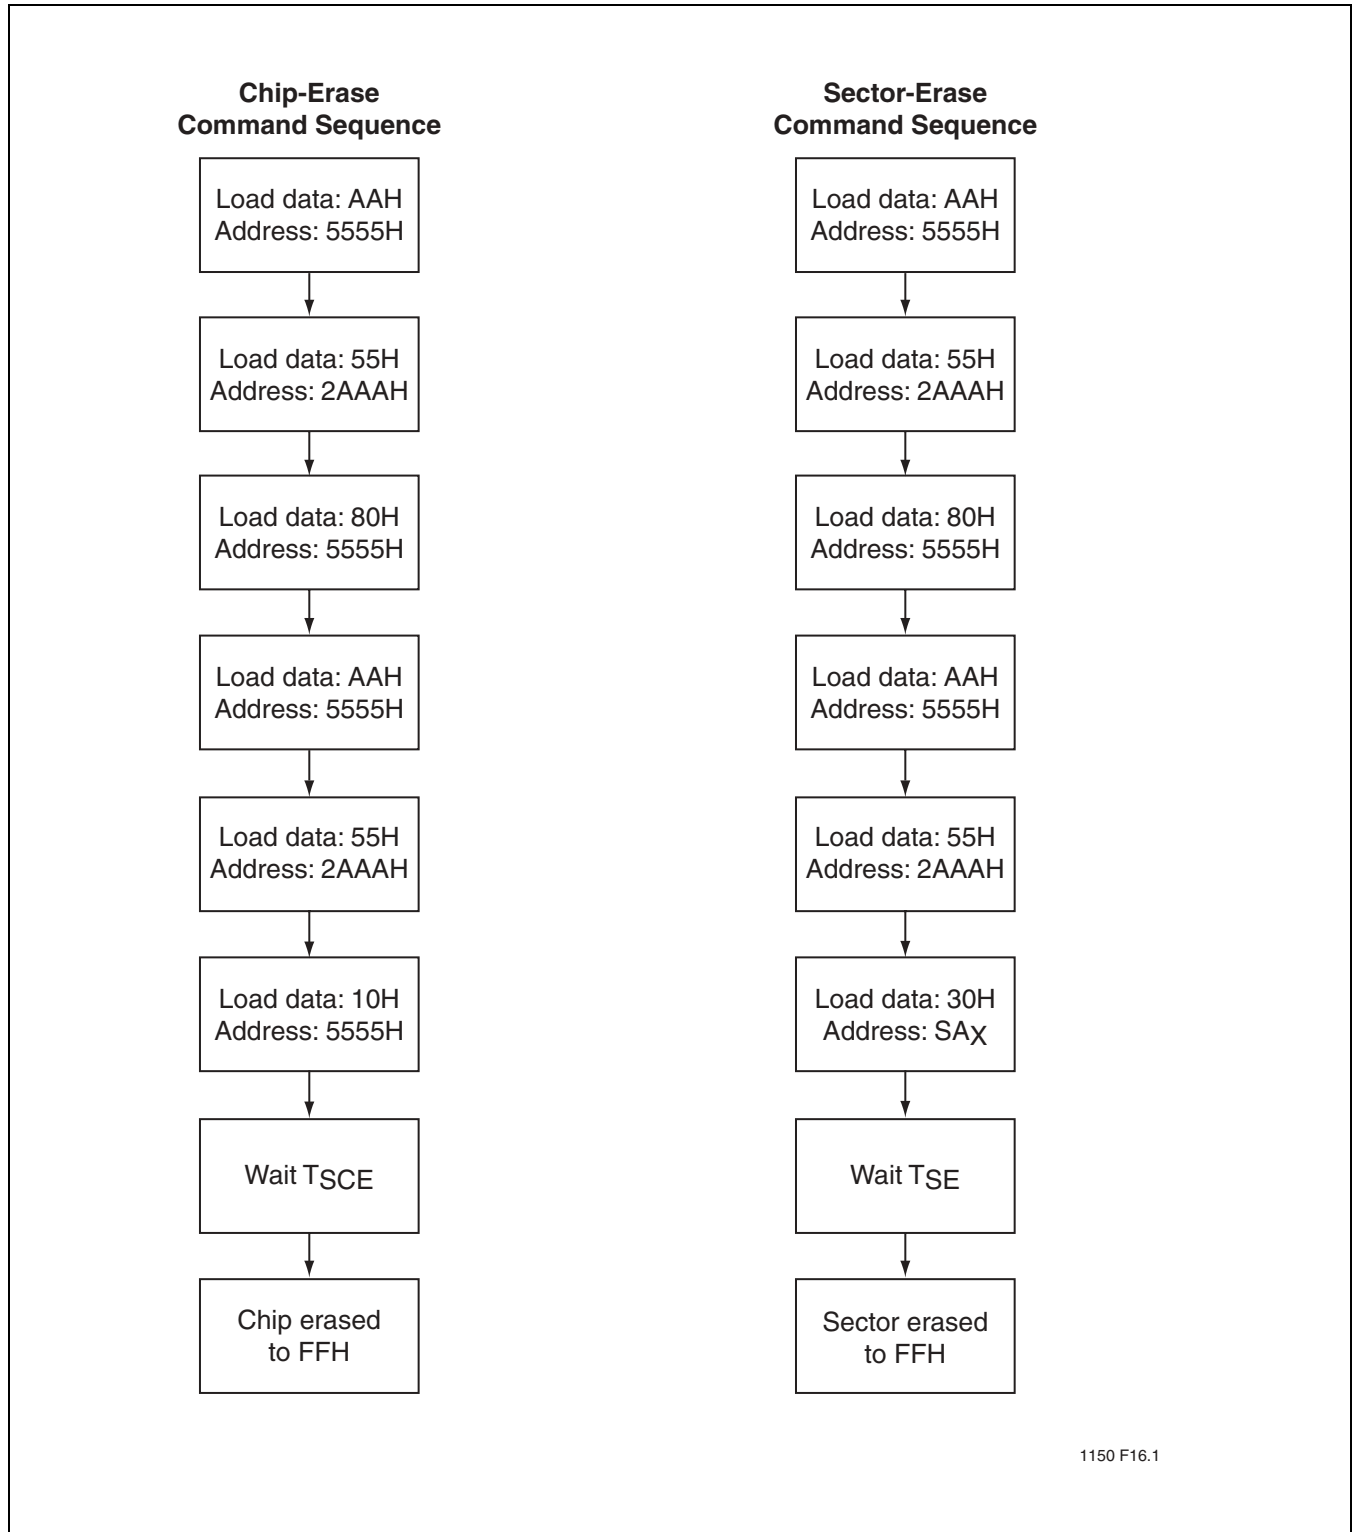 Chip-Erase
Command Sequence
Load data: AAH
Address: 5555H
Load data: 55H
Address: 2AAAH
Load data: 80H
Address: 5555H
Load data: AAH
Address: 5555H
Load data: 55H
Address: 2AAAH
Load data: 10H
Address: 5555H
Wait TSCE
Chip erased
to FFH
Sector-Erase
Command Sequence
Load data: AAH
Address: 5555H
Load data: 55H
Address: 2AAAH
Load data: 80H
Address: 5555H
Load data: AAH
Address: 5555H
Load data: 55H
Address: 2AAAH
Load data: 30H
Address: SAX
Wait TSE
Sector erased
to FFH
1150 F16.1